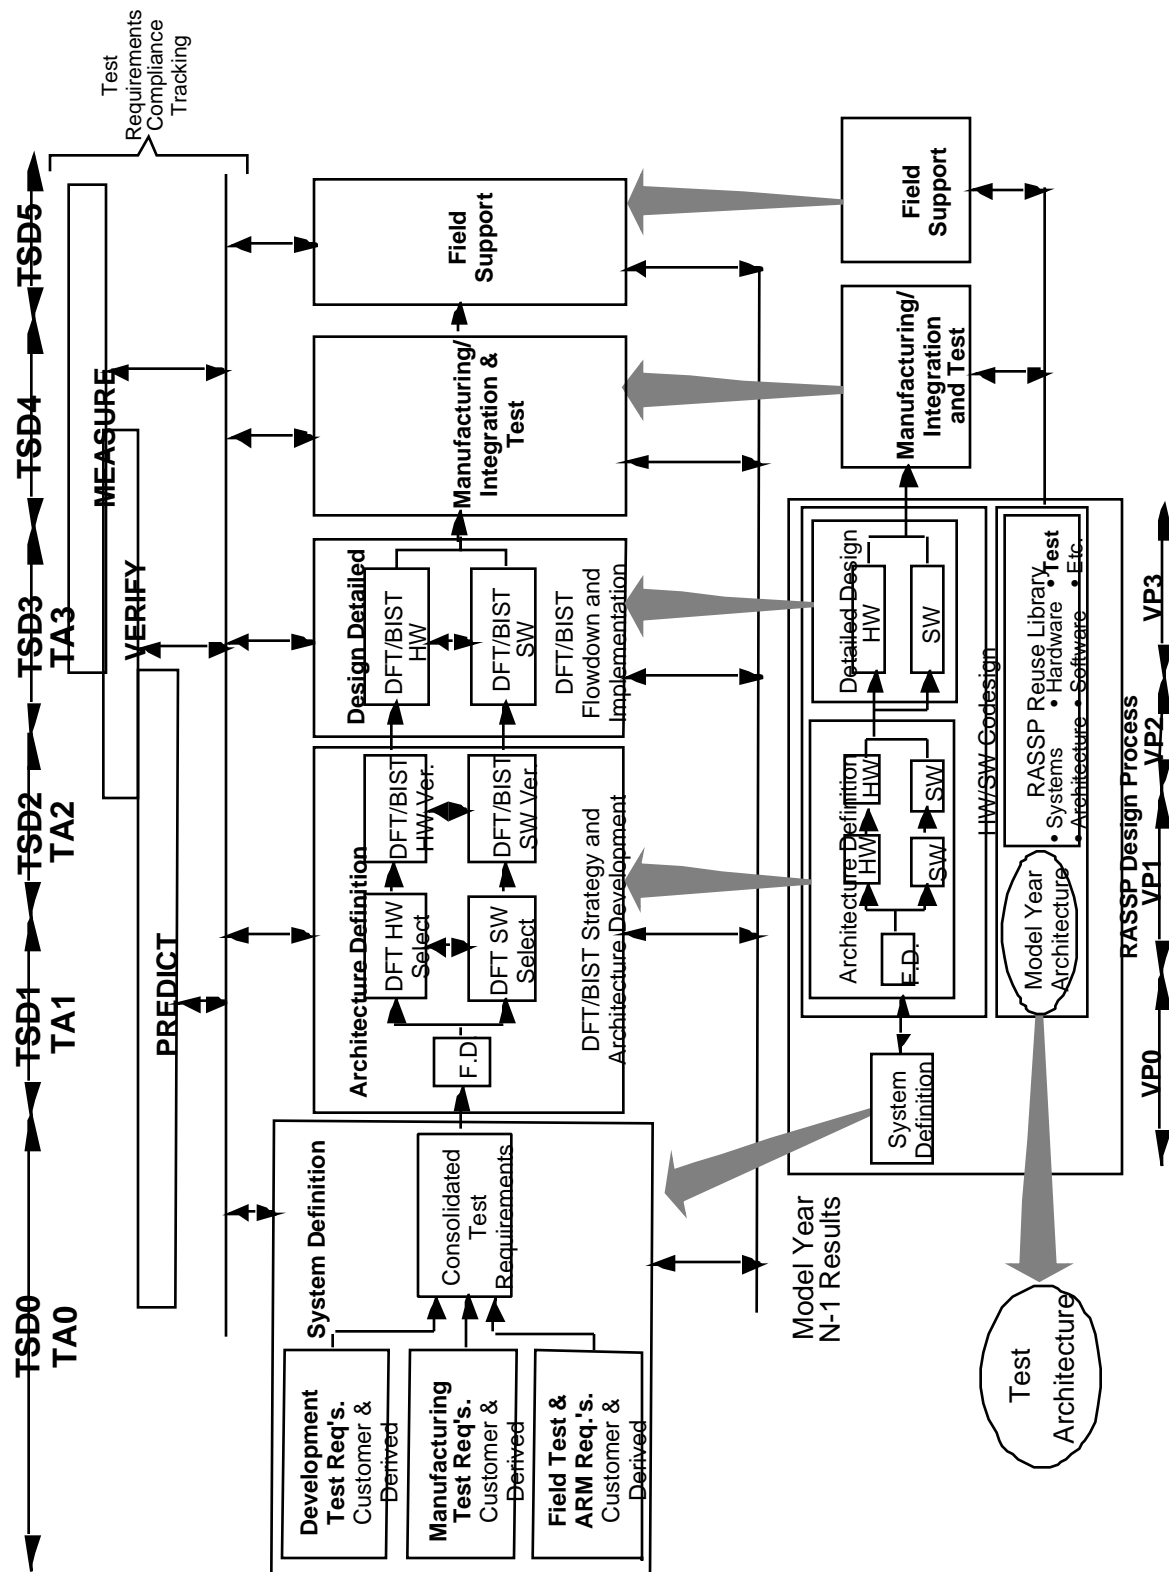 TSD0
TA0
TSD1
TA1
TSD2
TA2
TSD3
TA3
TSD4
TSD5
PREDICT
VERIFY
MEASURE
Test
Requirements
Compliance
Tracking
System Definition
Development
Test Req's.
Customer &
Derived
Manufacturing
Test Req's.
Customer &
Derived
Field Test &
ARM Req.'s.
Customer &
Derived
Consolidated
Test
Requirements
Architecture Definition
F.D
DFT HW
Select
DFT SW
Select
DFT/BIST
HW Ver.
DFT/BIST
SW Ver.
DFT/BIST Strategy and
Architecture Development
Design Detailed
DFT/BIST
HW
DFT/BIST
SW
DFT/BIST
Flowdown and
Implementation
Manufacturing/
Integration &
Test
Field
Support
Model Year
N-1 Results
System
Definition
Architecture Definition
F.D.
HW
SW
HW
SW
Detailed Design
HW
SW
HW/SW Codesign
Model Year
Architecture
RASSP Reuse Library
• Systems • Hardware • Test
• Architecture • Software • Etc.
RASSP Design Process
Manufacturing/
Integration
and Test
Field
Support
VP0
VP1
VP2
VP3
Test
Architecture